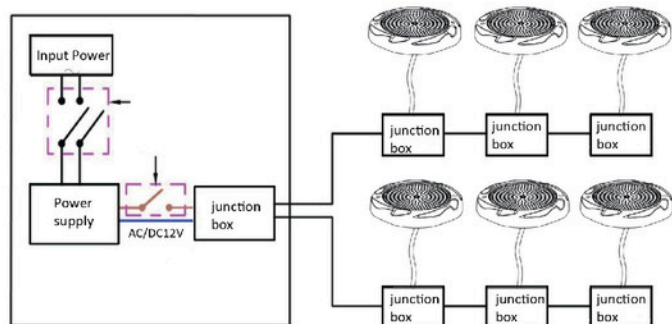 Input Power
Power
supply
AC/DC12V
junction
box
junction
box
junction
box
junction
box
junction
box
junction
box
junction
box